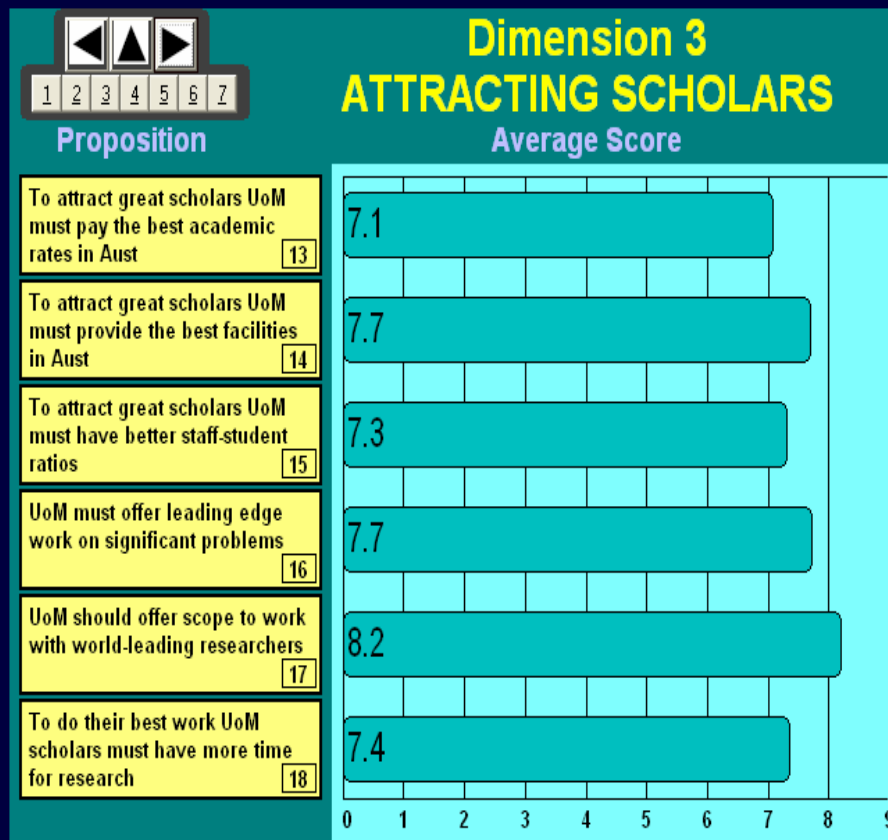 Dimension 3
ATTRACTING SCHOLARS
1 2 3 4 5 6 7
Proposition
Average Score
To attract great scholars UoM
must pay the best academic
rates in Aust
13
7.1
To attract great scholars UoM
must provide the best facilities
in Aust
14
7.7
To attract great scholars UoM
must have better staff-student
ratios
15
7.3
UoM must offer leading edge
work on significant problems
16
7.7
UoM should offer scope to work
with world-leading researchers
17
8.2
To do their best work UoM
scholars must have more time
for research
18
7.4
0 1 2 3 4 5 6 7 8 9